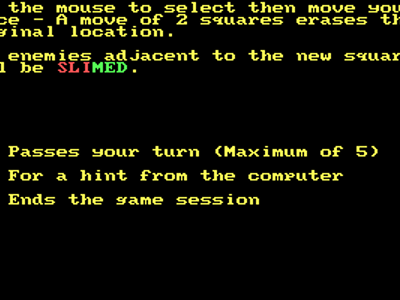 the mouse to select then move you
ce - A move of 2 squares erases th
ginal location.
enemies adjacent to the new squar
l be SLIMED.
Passes your turn (Maximum of 5)
For a hint from the computer
Ends the game session